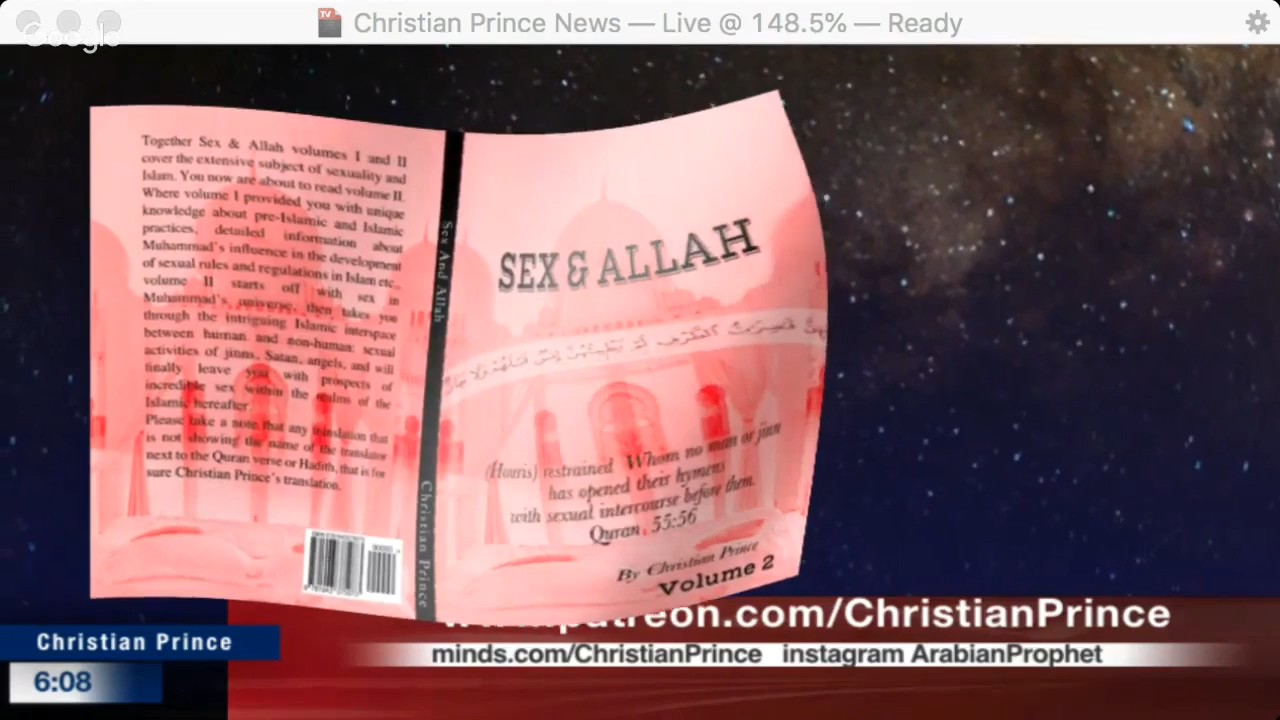 Christian Prince News — Live @ 148.5% — Ready
Google
Together Sex & Allah volumes I and II
cover the extensive subject of sexuality and
Islam. You now are about to read volume II.
Where volume I provided you with unique
knowledge about pre-Islamic and Islamic
practices, detailed information about
Muhammad's influence in the development
of sexual rules and regulations in Islam etc.,
volume II starts off with sex in
Muhammad's universe, then takes you
through the intriguing Islamic interspace
between human and non-human: sexual
activities of jinns, Satan, angels, and will
finally leave you with prospects of
incredible sex within the realms of the
Islamic hereafter.
Please take a note that any translation that
is not showing the name of the translator
next to the Quran verse or Hadith, that is for
sure Christian Prince's translation.
Sex And Allah
Christian Prince
SEX & ALLAH
(Houris) restrained Whom no man or jinn
has opened theis hymens
with sexual intercourse before them.
Quran, 55:56
By Christian Prince
Volume 2
patreon.com/ChristianPrince
minds.com/ChristianPrince instagram ArabianProphet
Christian Prince
6:08